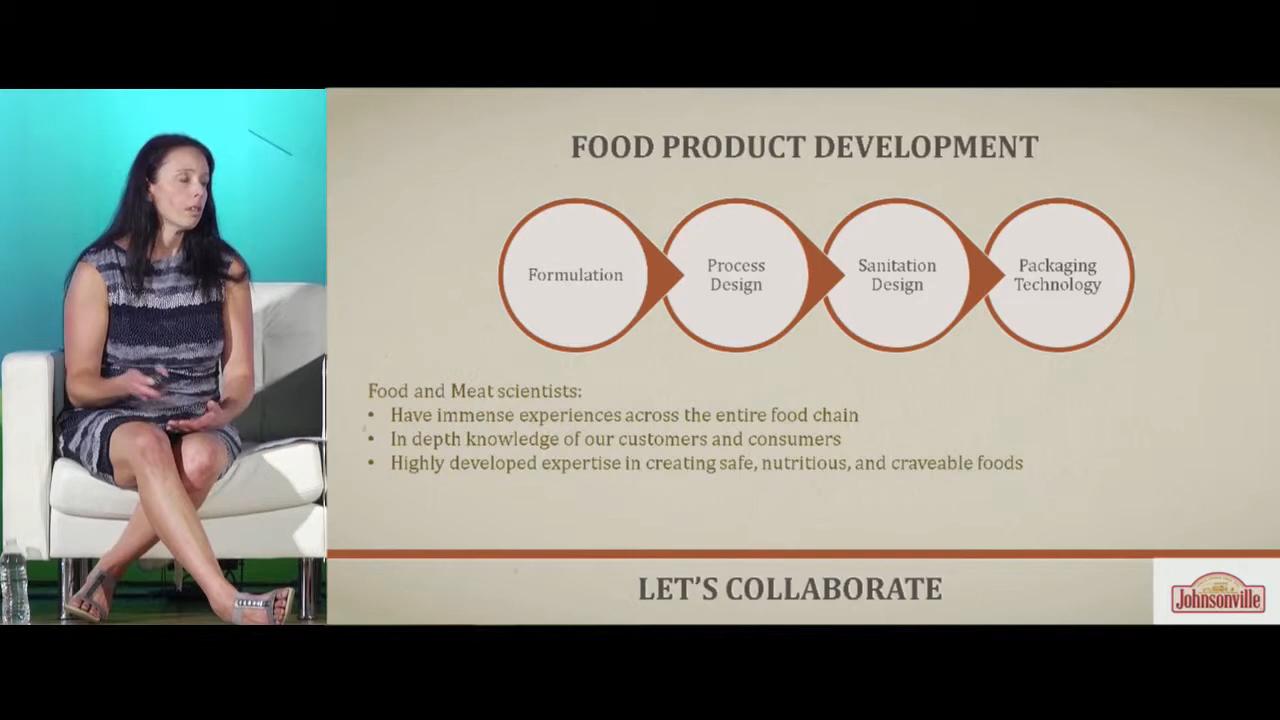 FOOD PRODUCT DEVELOPMENT
Formulation
Process
Design
Sanitation
Design
Packaging
Technology
Food and Meat scientists:
• Have immense experiences across the entire food chain
• In depth knowledge of our customers and consumers
• Highly developed expertise in creating safe, nutritious, and craveable foods
LET'S COLLABORATE
Johnsonville